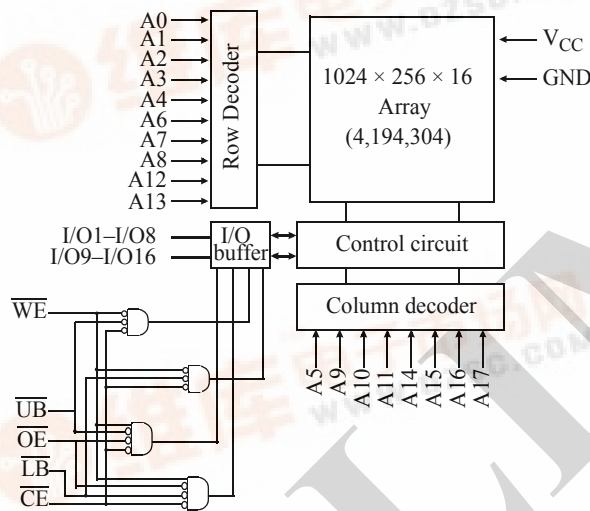 A0
A1
A2
A3
A4
A6
A7
A8
A12
A13
Row Decoder
1024 × 256 × 16
Array
(4,194,304)
VCC
GND
I/O1–I/O8
I/O9–I/O16
I/O
buffer
Control circuit
Column decoder
A5
A9
A10
A11
A14
A15
A16
A17
WE
UB
OE
LB
CE